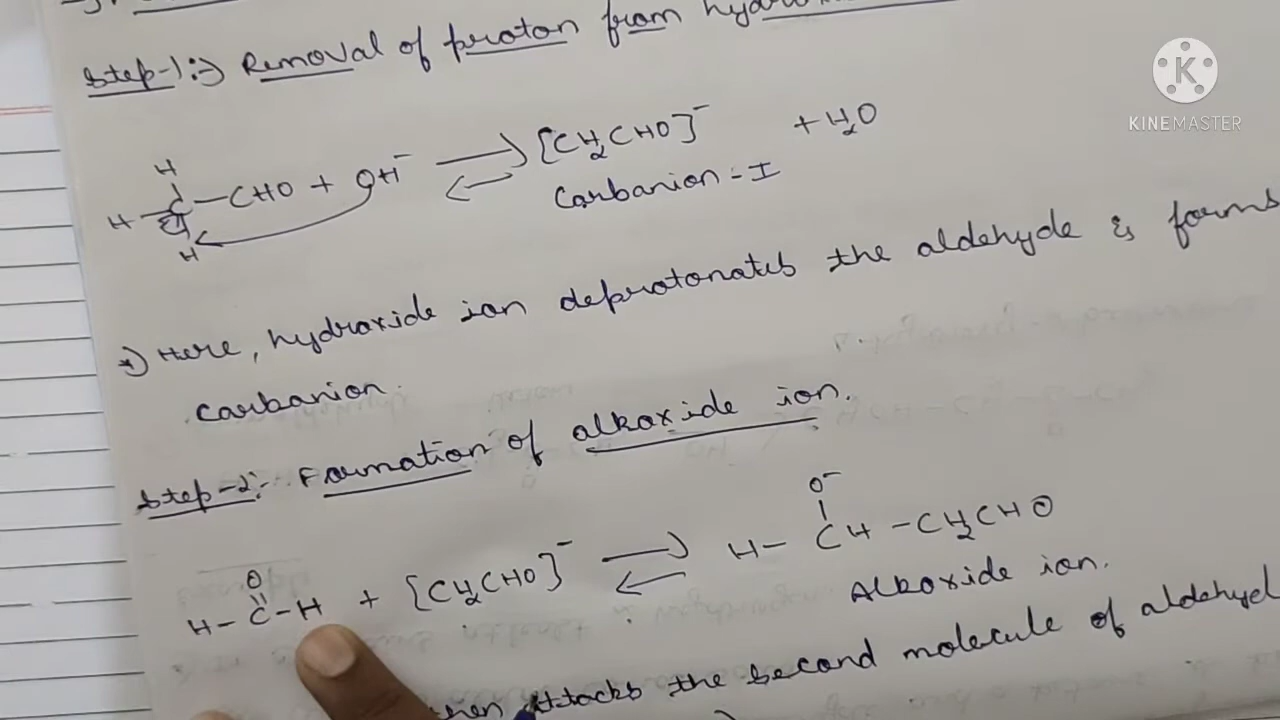 Step-1:-) Removal of proton from
H
H - C - CHO + OH⁻ ⇌ [CH₂CHO]⁻ + H₂O
H
Carbanion - I
*) Here, hydroxide ion deprotonates the aldehyde & forms
carbanion.
Step-2:- Formation of alkoxide ion.
O O⁻
H - C - H + [CH₂CHO]⁻ ⇌ H - CH - CH₂CHO
Alkoxide ion.
attacks the second molecule of
K
KINEMASTER